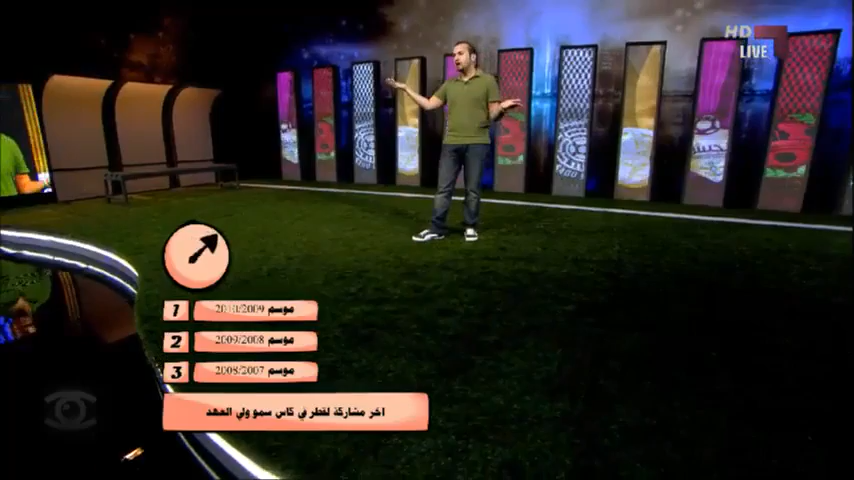 HD
LIVE
1 موسم 2010/2009
2 موسم 2009/2008
3 موسم 2008/2007
اخر مشاركة لقطر في كاس سمو ولي العهد